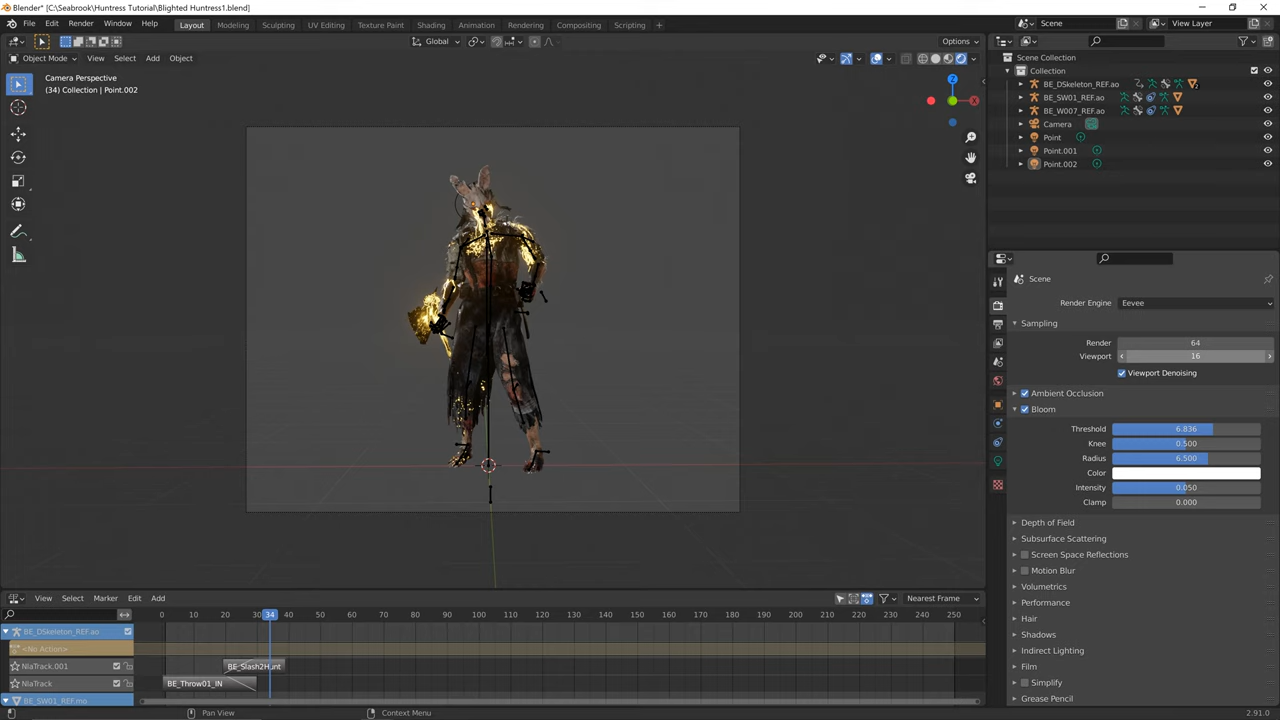 Blender* [C:\Seabrook\Huntress Tutorial\Blighted Huntress1.blend]
File Edit Render Window Help Layout Modeling Sculpting UV Editing Texture Paint Shading Animation Rendering Compositing Scripting + Scene View Layer
Global Options
Object Mode View Select Add Object
Camera Perspective
(34) Collection | Point.002
Z
X
Scene Collection
Collection
BE_DSkeleton_REF.ao
2
BE_SW01_REF.ao
BE_W007_REF.ao
Camera
Point
Point.001
Point.002
Scene
Render Engine Eevee
Sampling
Render 64
Viewport 16
Viewport Denoising
Ambient Occlusion
Bloom
Threshold 6.836
Knee 0.500
Radius 6.500
Color
Intensity 0.050
Clamp 0.000
Depth of Field
Subsurface Scattering
Screen Space Reflections
Motion Blur
Volumetrics
Performance
Hair
Shadows
Indirect Lighting
Film
Simplify
Grease Pencil
View Select Marker Edit Add Nearest Frame
1 10 20 30 34 40 50 60 70 80 90 100 110 120 130 140 150 160 170 180 190 200 210 220 230 240 250
BE_DSkeleton_REF.ao
<No Action>
NlaTrack.001 BE_Slash2Hunt
NlaTrack BE_Throw01_IN
BE_SW01_REF.mo
Pan View Context Menu 2.91.0